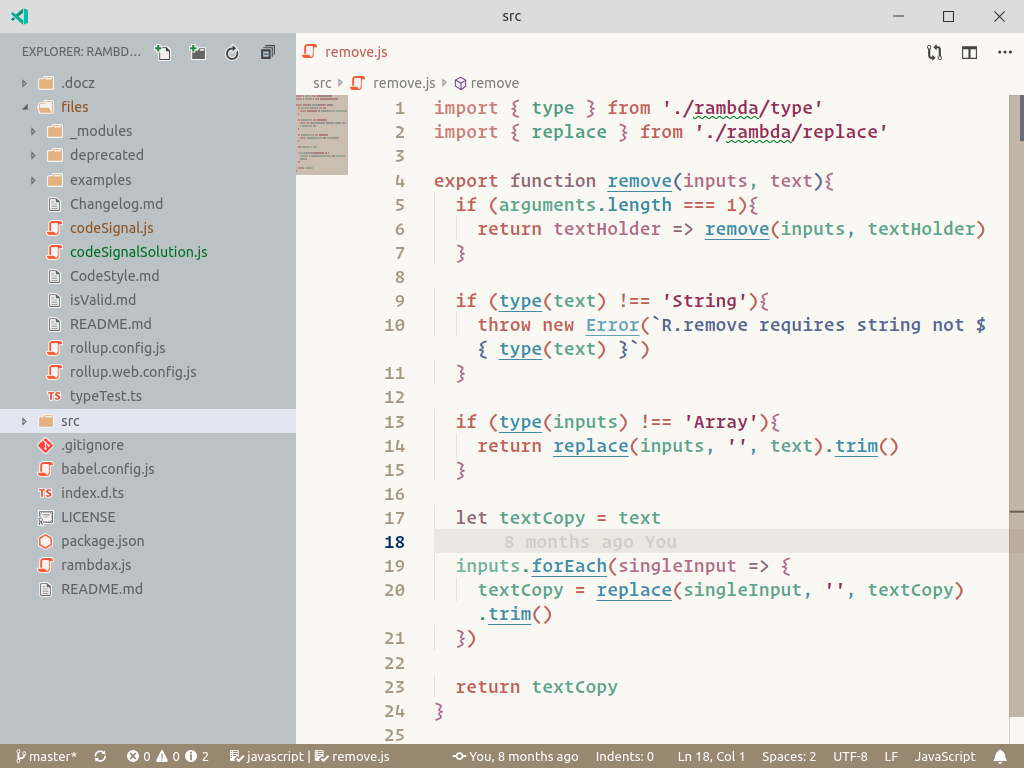 src
EXPLORER: RAMBD...
.docz
files
_modules
deprecated
examples
Changelog.md
codeSignal.js
codeSignalSolution.js
CodeStyle.md
isValid.md
README.md
rollup.config.js
rollup.web.config.js
TS typeTest.ts
src
.gitignore
babel.config.js
TS index.d.ts
LICENSE
package.json
rambdax.js
README.md
remove.js
src remove.js remove
1 import { type } from './rambda/type'
2 import { replace } from './rambda/replace'
3
4 export function remove(inputs, text){
5 if (arguments.length === 1){
6 return textHolder => remove(inputs, textHolder)
7 }
8
9 if (type(text) !== 'String'){
10 throw new Error(`R.remove requires string not $
{ type(text) }`)
11 }
12
13 if (type(inputs) !== 'Array'){
14 return replace(inputs, '', text).trim()
15 }
16
17 let textCopy = text
18 8 months ago You
19 inputs.forEach(singleInput => {
20 textCopy = replace(singleInput, '', textCopy)
.trim()
21 })
22
23 return textCopy
24 }
25
master* 0 0 2 javascript | remove.js You, 8 months ago Indents: 0 Ln 18, Col 1 Spaces: 2 UTF-8 LF JavaScript